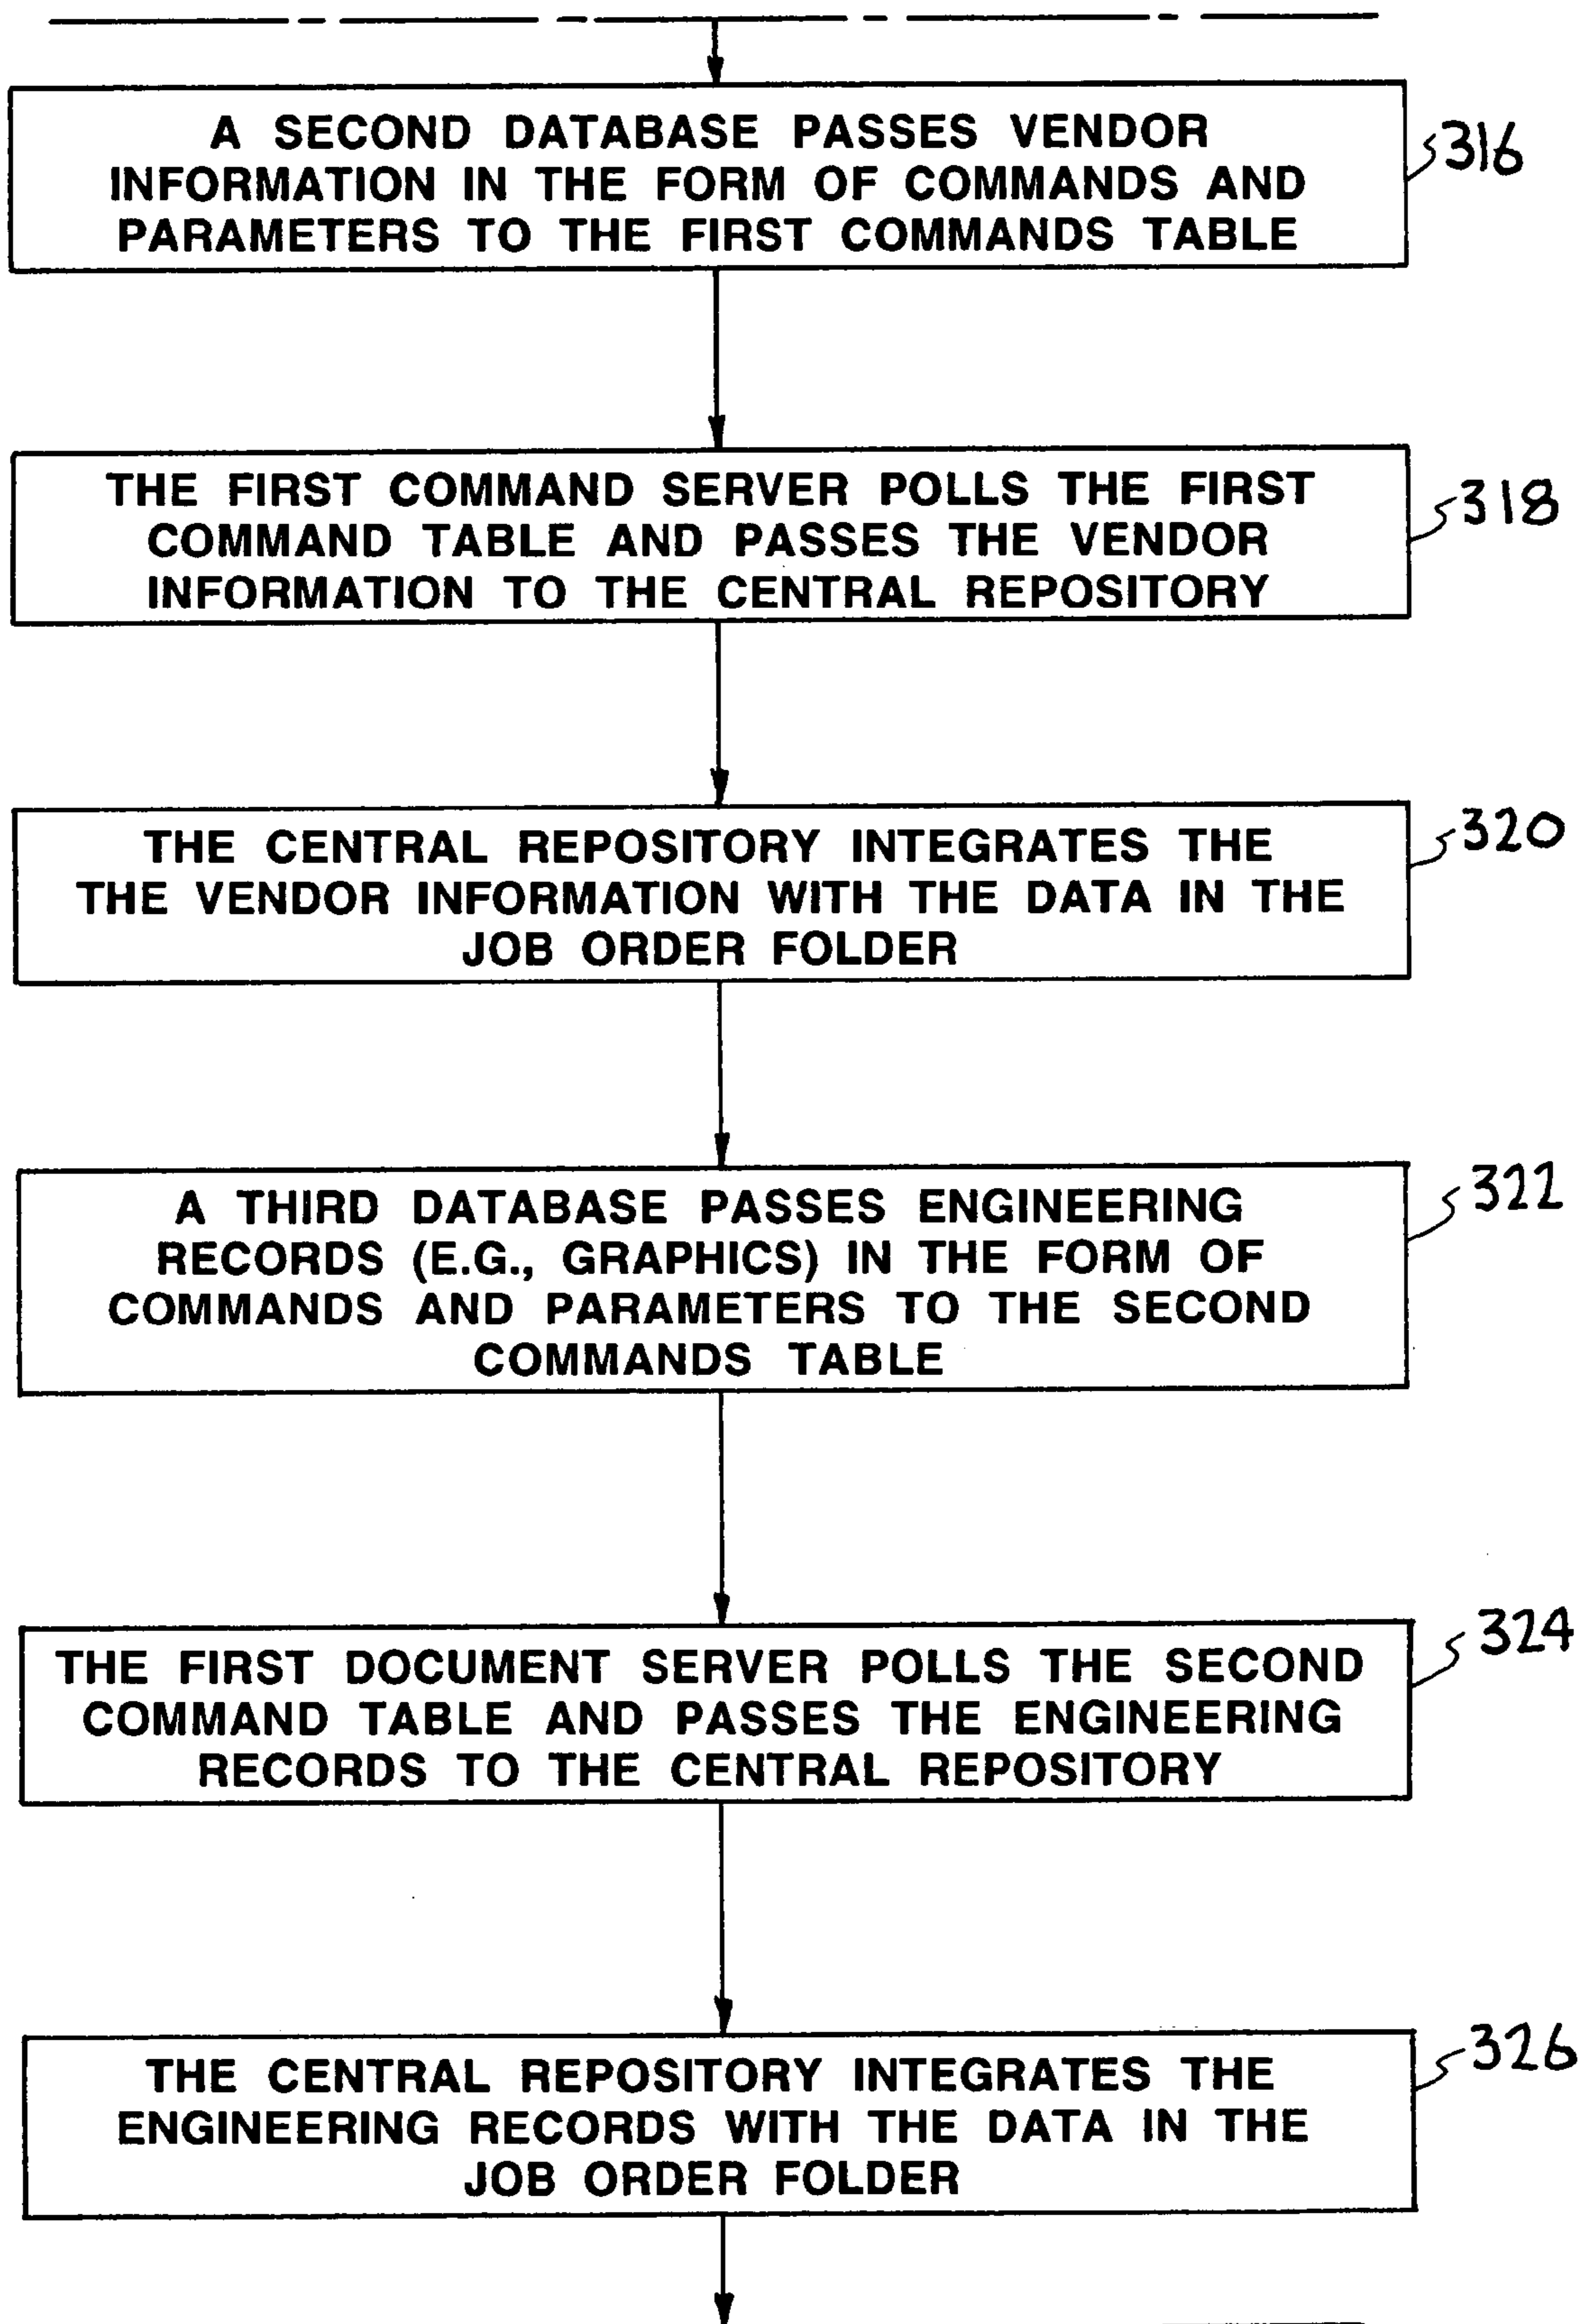 A SECOND DATABASE PASSES VENDOR
INFORMATION IN THE FORM OF COMMANDS AND
PARAMETERS TO THE FIRST COMMANDS TABLE
316
THE FIRST COMMAND SERVER POLLS THE FIRST
COMMAND TABLE AND PASSES THE VENDOR
INFORMATION TO THE CENTRAL REPOSITORY
318
THE CENTRAL REPOSITORY INTEGRATES THE
THE VENDOR INFORMATION WITH THE DATA IN THE
JOB ORDER FOLDER
320
A THIRD DATABASE PASSES ENGINEERING
RECORDS (E.G., GRAPHICS) IN THE FORM OF
COMMANDS AND PARAMETERS TO THE SECOND
COMMANDS TABLE
322
THE FIRST DOCUMENT SERVER POLLS THE SECOND
COMMAND TABLE AND PASSES THE ENGINEERING
RECORDS TO THE CENTRAL REPOSITORY
324
THE CENTRAL REPOSITORY INTEGRATES THE
ENGINEERING RECORDS WITH THE DATA IN THE
JOB ORDER FOLDER
326